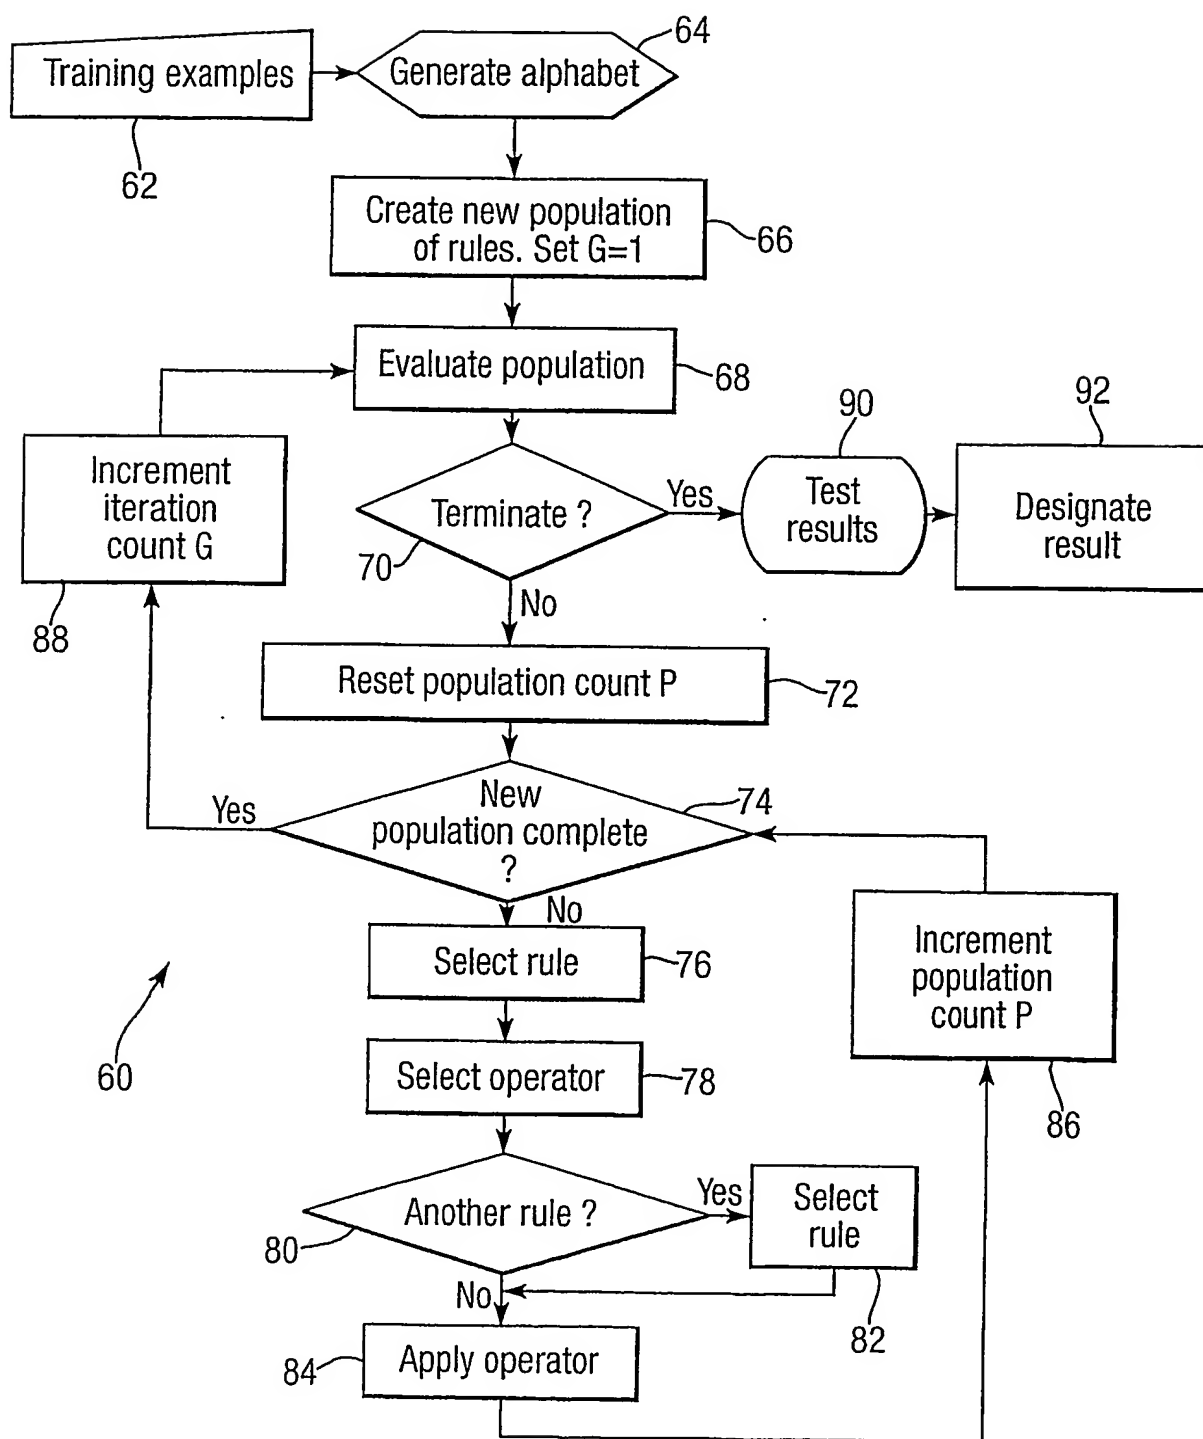 64
Training examples
Generate alphabet
62
Create new population
of rules. Set G=1
66
Evaluate population
68
90
92
Increment
iteration
count G
Terminate ?
Yes
Test
results
Designate
result
70
No
88
Reset population count P
72
Yes
New
population complete
?
74
No
Select rule
76
Increment
population
count P
60
Select operator
78
86
Another rule ?
Yes
Select
rule
80
No
82
84
Apply operator